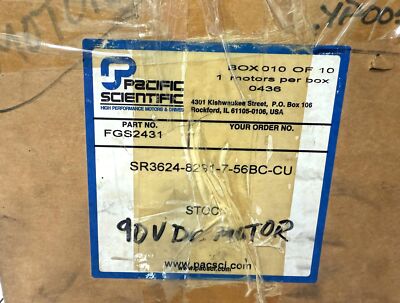 MOTOR
BOX 010 OF 10
1 motors per box
0436
PACIFIC
SCIENTIFIC
HIGH PERFORMANCE MOTORS & DRIVES
4301 Kishwaukee Street, P.O. Box 106
Rockford, IL 61105-0106, USA
PART NO.
YOUR ORDER NO.
FGS2431
SR3624-8291-7-56BC-CU
STOCK
90V DC MOTOR
www.pacsci.com